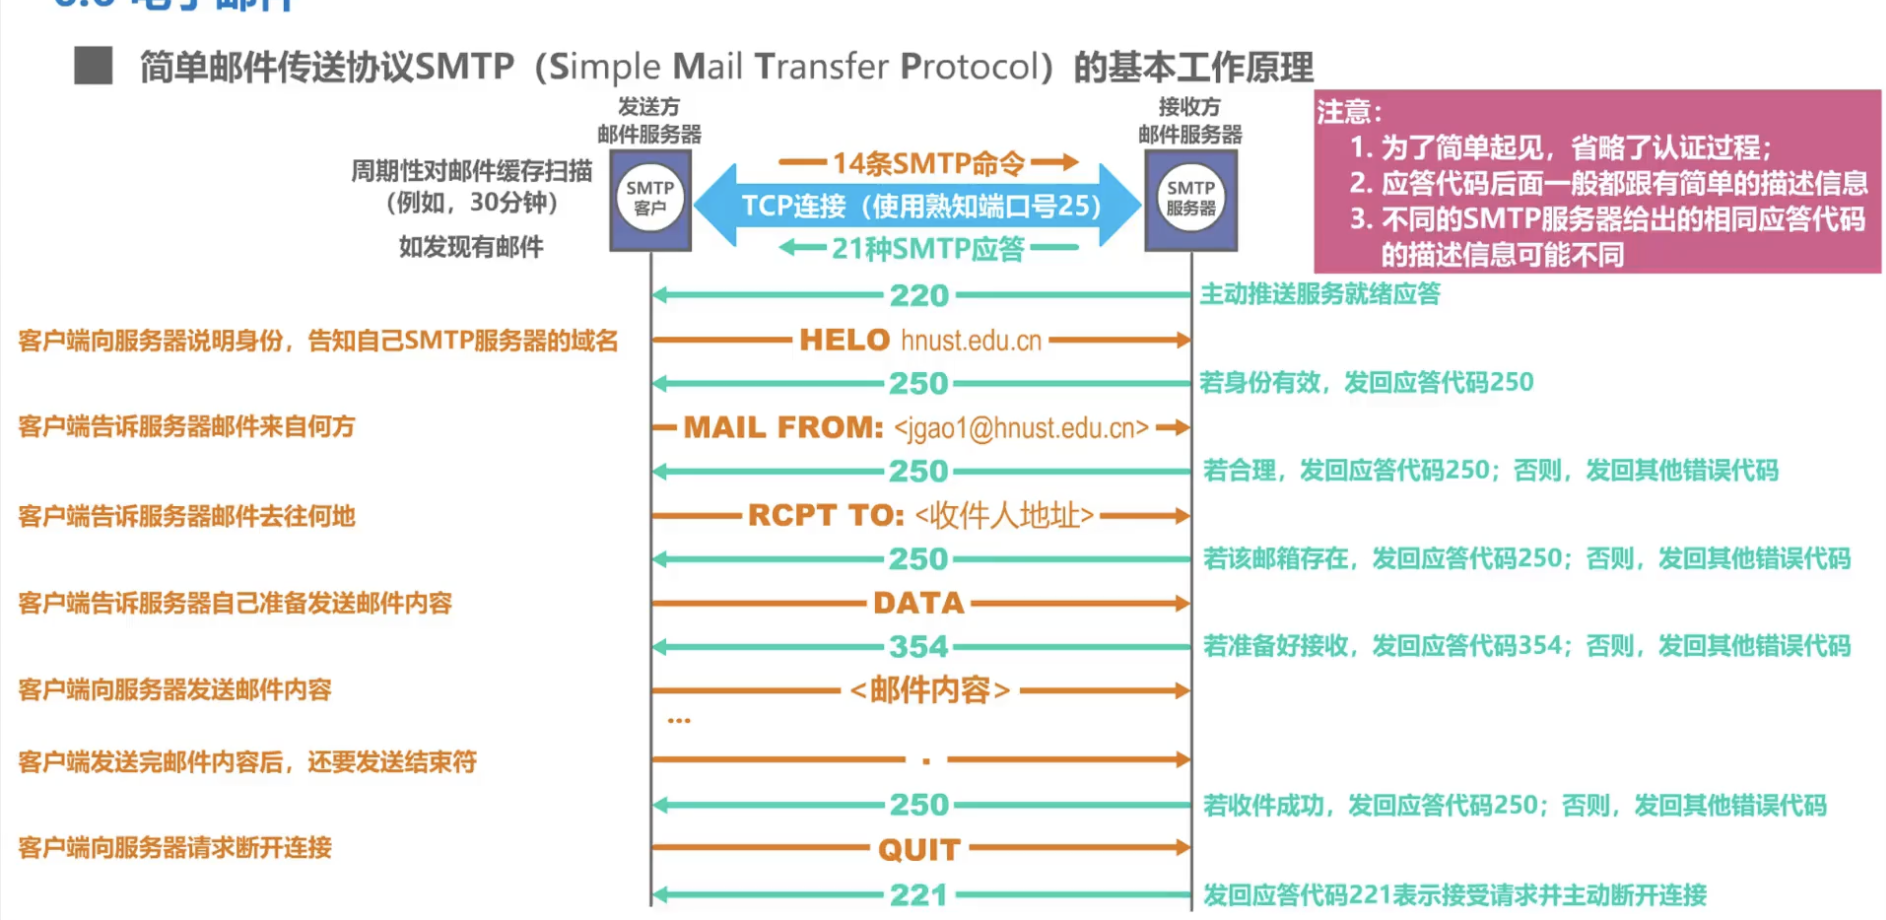 6.6 电子邮件
简单邮件传送协议SMTP（Simple Mail Transfer Protocol）的基本工作原理
发送方
邮件服务器
接收方
邮件服务器
注意：
1. 为了简单起见，省略了认证过程；
2. 应答代码后面一般都跟有简单的描述信息
3. 不同的SMTP服务器给出的相同应答代码
的描述信息可能不同
周期性对邮件缓存扫描
（例如，30分钟）
如发现有邮件
SMTP
客户
14条SMTP命令
TCP连接（使用熟知端口号25）
21种SMTP应答
SMTP
服务器
220
主动推送服务就绪应答
客户端向服务器说明身份，告知自己SMTP服务器的域名
HELO hnust.edu.cn
250
若身份有效，发回应答代码250
客户端告诉服务器邮件来自何方
MAIL FROM: <jgao1@hnust.edu.cn>
250
若合理，发回应答代码250；否则，发回其他错误代码
客户端告诉服务器邮件去往何地
RCPT TO: <收件人地址>
250
若该邮箱存在，发回应答代码250；否则，发回其他错误代码
客户端告诉服务器自己准备发送邮件内容
DATA
354
若准备好接收，发回应答代码354；否则，发回其他错误代码
客户端向服务器发送邮件内容
<邮件内容>
...
客户端发送完邮件内容后，还要发送结束符
.
250
若收件成功，发回应答代码250；否则，发回其他错误代码
客户端向服务器请求断开连接
QUIT
221
发回应答代码221表示接受请求并主动断开连接